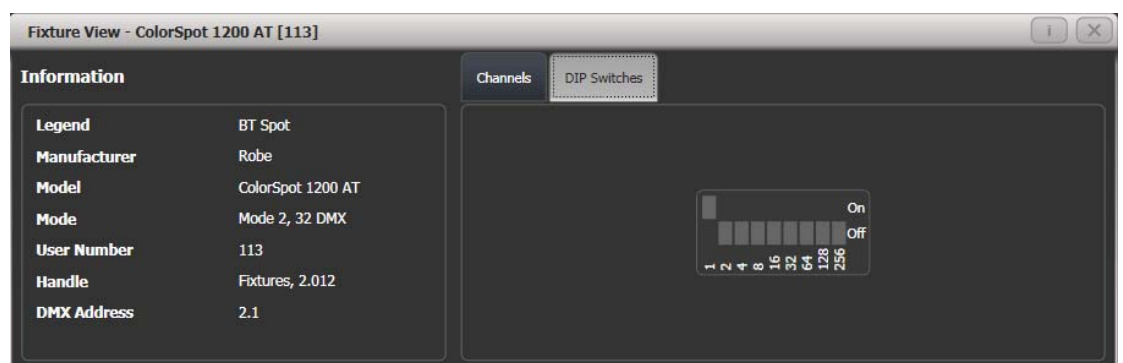 Fixture View - ColorSpot 1200 AT [113]
i
Information
Channels
DIP Switches
Legend BT Spot
Manufacturer Robe
Model ColorSpot 1200 AT
Mode Mode 2, 32 DMX
User Number 113
Handle Fixtures, 2.012
DMX Address 2.1
On
Off
1 2 4 8 16 32 64 128 256